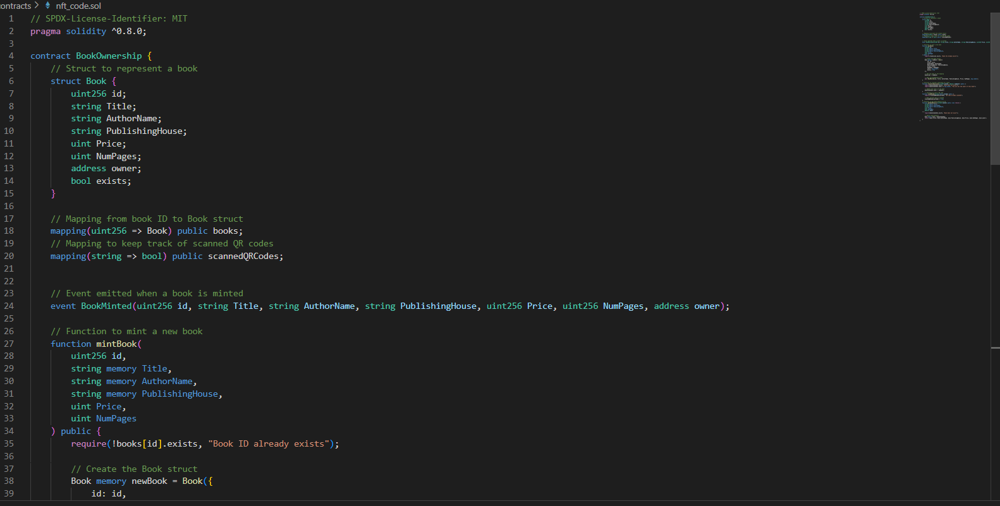 contracts > nft_code.sol
1 // SPDX-License-Identifier: MIT
2 pragma solidity ^0.8.0;
3
4 contract BookOwnership {
5 // Struct to represent a book
6 struct Book {
7 uint256 id;
8 string Title;
9 string AuthorName;
10 string PublishingHouse;
11 uint Price;
12 uint NumPages;
13 address owner;
14 bool exists;
15 }
16
17 // Mapping from book ID to Book struct
18 mapping(uint256 => Book) public books;
19 // Mapping to keep track of scanned QR codes
20 mapping(string => bool) public scannedQRCodes;
21
22
23 // Event emitted when a book is minted
24 event BookMinted(uint256 id, string Title, string AuthorName, string PublishingHouse, uint256 Price, uint256 NumPages, address owner);
25
26 // Function to mint a new book
27 function mintBook(
28 uint256 id,
29 string memory Title,
30 string memory AuthorName,
31 string memory PublishingHouse,
32 uint Price,
33 uint NumPages
34 ) public {
35 require(!books[id].exists, "Book ID already exists");
36
37 // Create the Book struct
38 Book memory newBook = Book({
39 id: id,